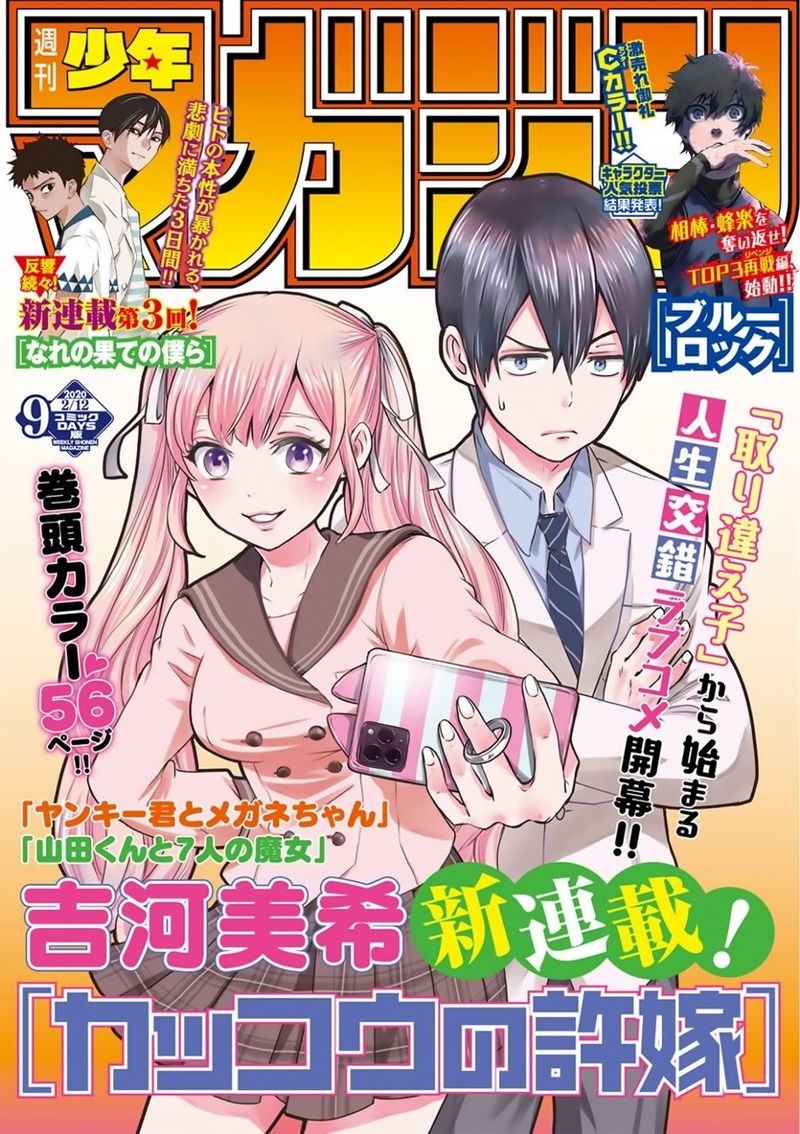 週刊
少年
マガジン
ヒトの本性が暴かれる、
悲劇に満ちた3日間!!
反響
続々!
新連載第3回!
[なれの果ての僕ら]
激売れ御礼
Cカラー!!
センター
キャラクター
人気投票
結果発表!
相棒・蜂楽を
奪い返せ!
リベンジ
TOP3再戦編、
始動!!
[ブルー
ロック]
9
2020
2/12
コミック
DAYS
版
WEEKLY SHONEN
MAGAZINE
巻頭カラー♥
56
ページ!!
「取り違え子」から始まる
人生交錯ラブコメ開幕!!
「ヤンキー君とメガネちゃん」
「山田くんと7人の魔女」
吉河美希 新連載!
[カッコウの許嫁]